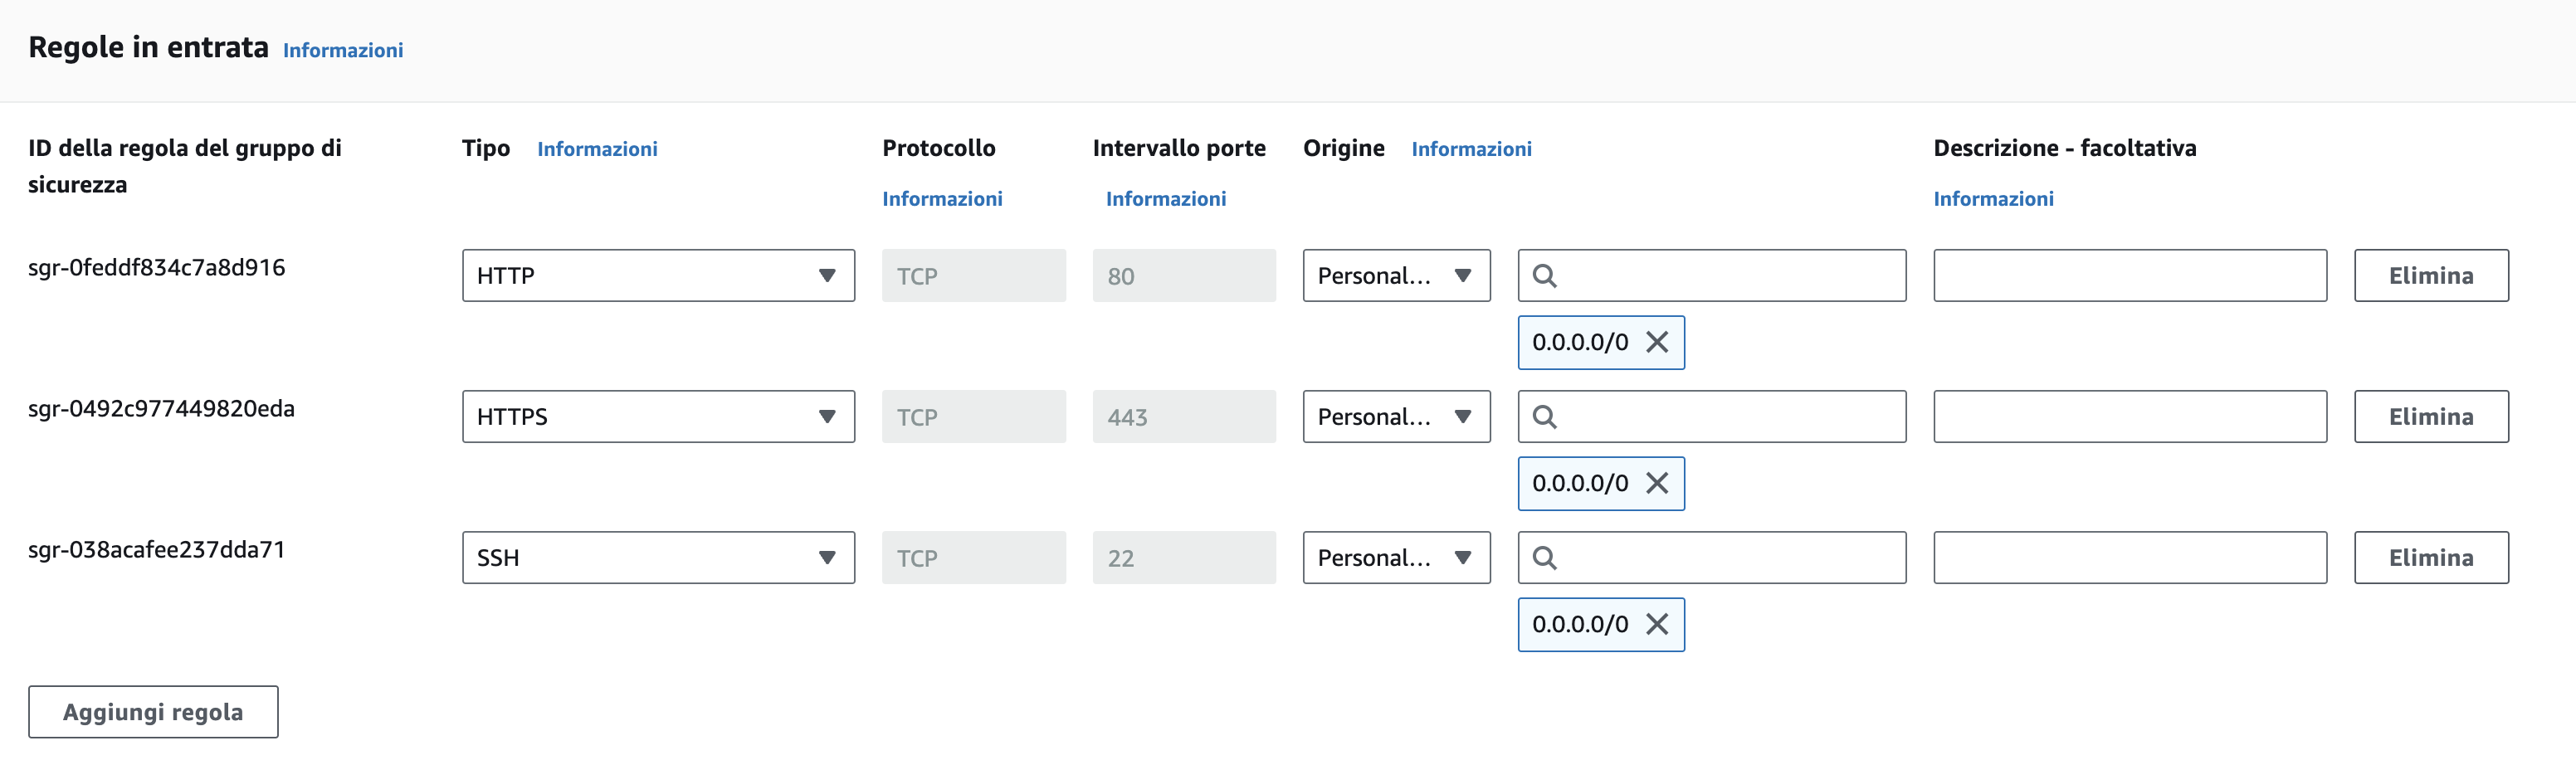 Regole in entrata Informazioni
ID della regola del gruppo di sicurezza
Tipo Informazioni
Protocollo
Informazioni
Intervallo porte
Informazioni
Origine Informazioni
Descrizione - facoltativa
Informazioni
sgr-0feddf834c7a8d916 HTTP TCP 80 Personal... Elimina
0.0.0.0/0
sgr-0492c977449820eda HTTPS TCP 443 Personal... Elimina
0.0.0.0/0
sgr-038acafee237dda71 SSH TCP 22 Personal... Elimina
0.0.0.0/0
Aggiungi regola